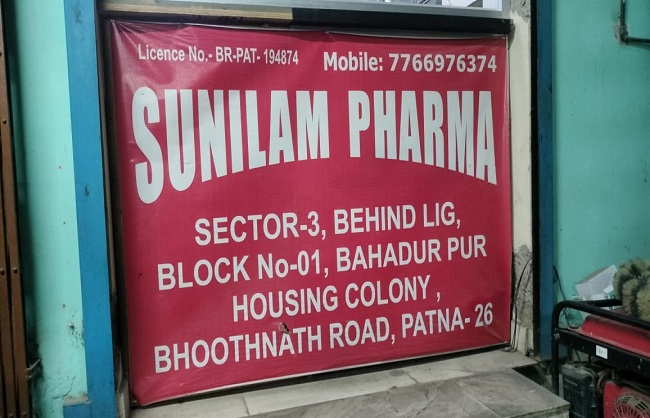 Licence No.- BR-PAT- 194874 Mobile: 7766976374
SUNILAM PHARMA
SECTOR-3, BEHIND LIG,
BLOCK No-01, BAHADUR PUR
HOUSING COLONY ,
BHOOTHNATH ROAD, PATNA- 26